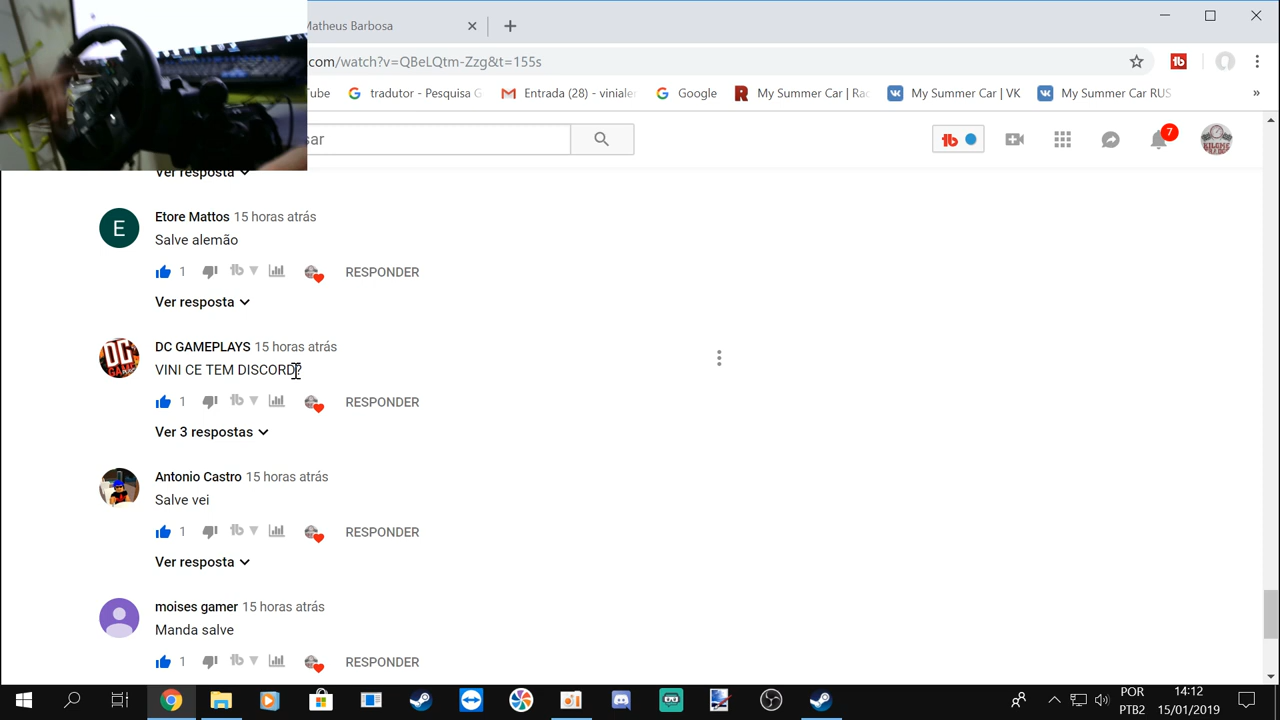 Matheus Barbosa
com/watch?v=QBeLQtm-Zzg&t=155s
Tube
tradutor - Pesquisa G
Entrada (28) - vinialer
Google
My Summer Car | Rac
My Summer Car | VK
My Summer Car RUS
»
sar
7
Ver resposta
Etore Mattos 15 horas atrás
E
Salve alemão
1 RESPONDER
Ver resposta
DC GAMEPLAYS 15 horas atrás
DC
VINI CE TEM DISCORD?
1 RESPONDER
Ver 3 respostas
Antonio Castro 15 horas atrás
Salve vei
1 RESPONDER
Ver resposta
moises gamer 15 horas atrás
Manda salve
1 RESPONDER
POR
PTB2
14:12
15/01/2019